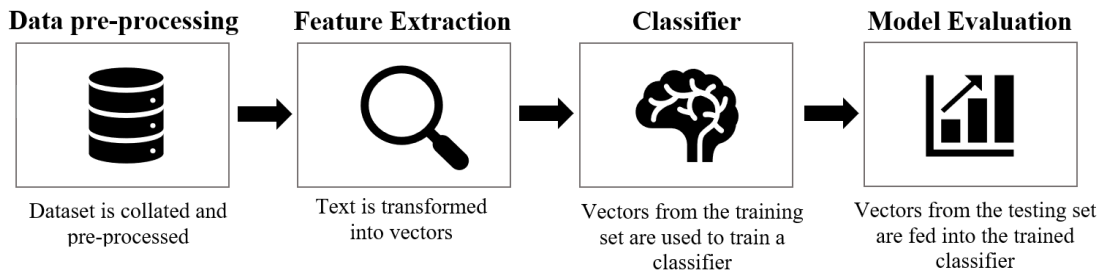 Data pre-processing
Feature Extraction
Classifier
Model Evaluation
Dataset is collated and
pre-processed
Text is transformed
into vectors
Vectors from the training
set are used to train a
classifier
Vectors from the testing set
are fed into the trained
classifier